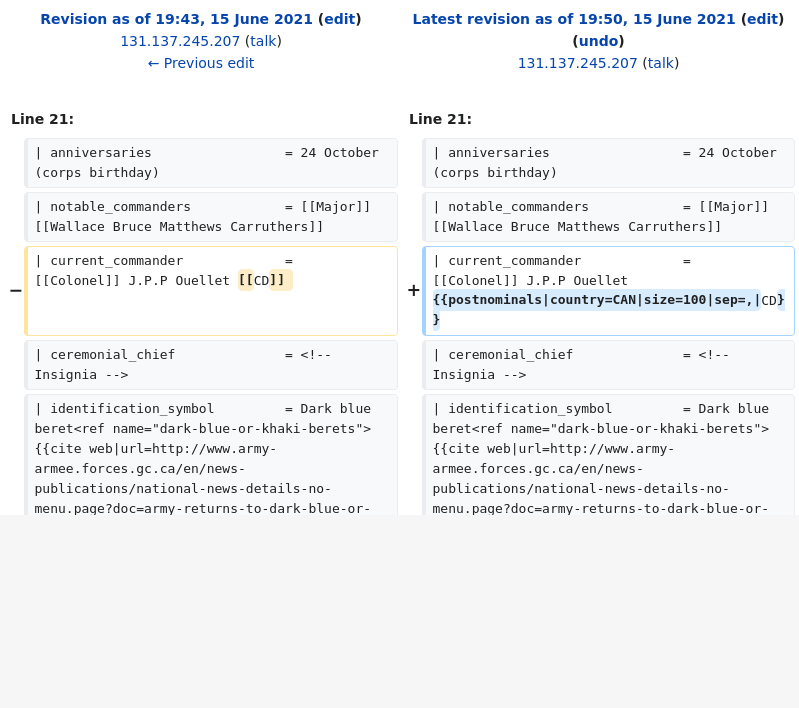 Revision as of 19:43, 15 June 2021 (edit)
131.137.245.207 (talk)
← Previous edit
Latest revision as of 19:50, 15 June 2021 (edit)
(undo)
131.137.245.207 (talk)
Line 21:
| anniversaries = 24 October
(corps birthday)
| notable_commanders = [[Major]]
[[Wallace Bruce Matthews Carruthers]]
− | current_commander =
[[Colonel]] J.P.P Ouellet [[CD]]
| ceremonial_chief = <!--
Insignia -->
| identification_symbol = Dark blue
beret<ref name="dark-blue-or-khaki-berets">
{{cite web|url=http://www.army-
armee.forces.gc.ca/en/news-
publications/national-news-details-no-
menu.page?doc=army-returns-to-dark-blue-or-
Line 21:
| anniversaries = 24 October
(corps birthday)
| notable_commanders = [[Major]]
[[Wallace Bruce Matthews Carruthers]]
+ | current_commander =
[[Colonel]] J.P.P Ouellet
{{postnominals|country=CAN|size=100|sep=,|CD}
}
| ceremonial_chief = <!--
Insignia -->
| identification_symbol = Dark blue
beret<ref name="dark-blue-or-khaki-berets">
{{cite web|url=http://www.army-
armee.forces.gc.ca/en/news-
publications/national-news-details-no-
menu.page?doc=army-returns-to-dark-blue-or-